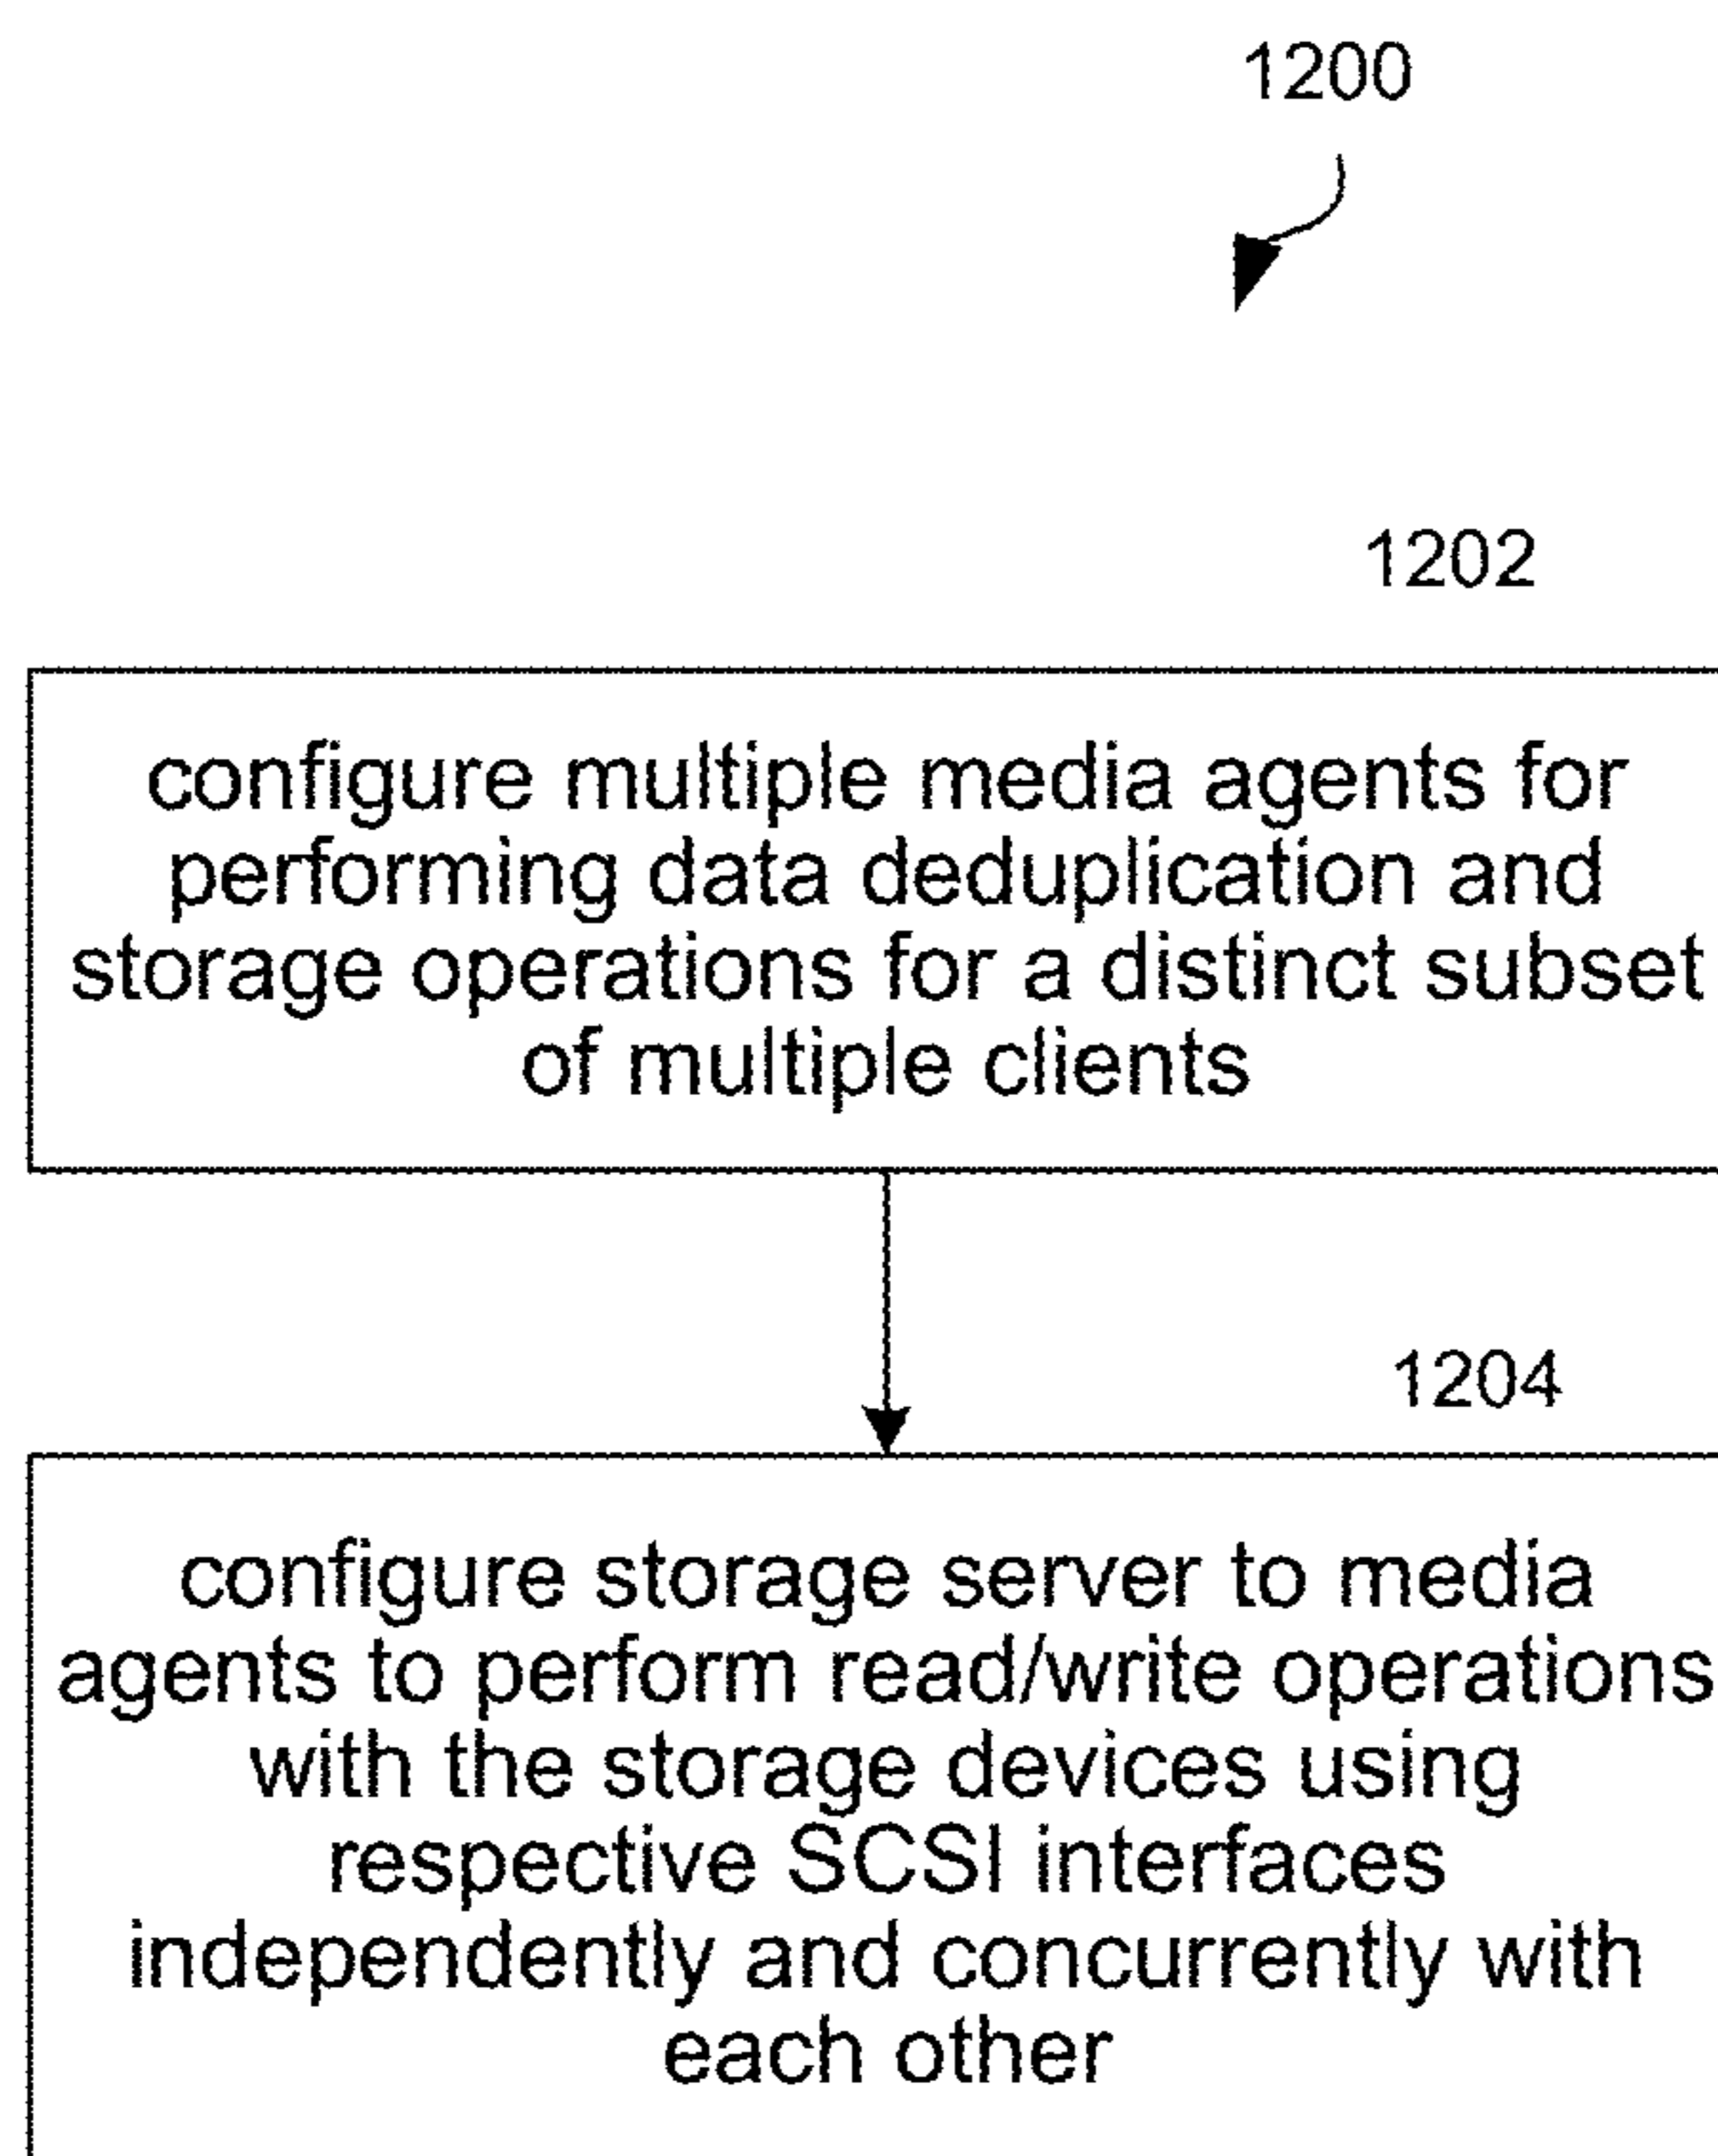 1200
1202
configure multiple media agents for
performing data deduplication and
storage operations for a distinct subset
of multiple clients
1204
configure storage server to media
agents to perform read/write operations
with the storage devices using
respective SCSI interfaces
independently and concurrently with
each other